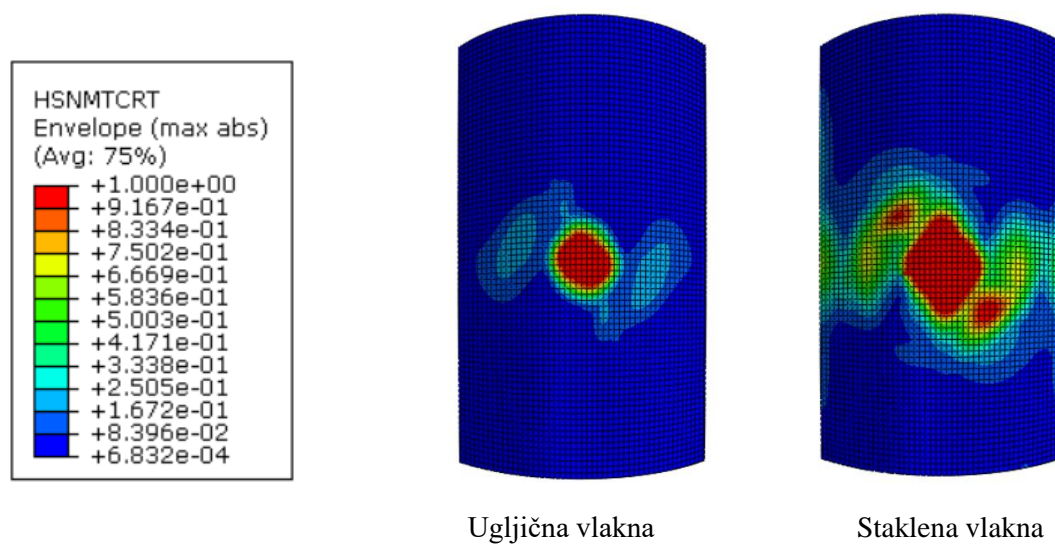 HSNMTCRT
Envelope (max abs)
(Avg: 75%)
+1.000e+00
+9.167e-01
+8.334e-01
+7.502e-01
+6.669e-01
+5.836e-01
+5.003e-01
+4.171e-01
+3.338e-01
+2.505e-01
+1.672e-01
+8.396e-02
+6.832e-04
Ugljična vlakna
Staklena vlakna